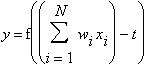 y = f((∑_{i = 1}^{N} w_i x_i) − t)